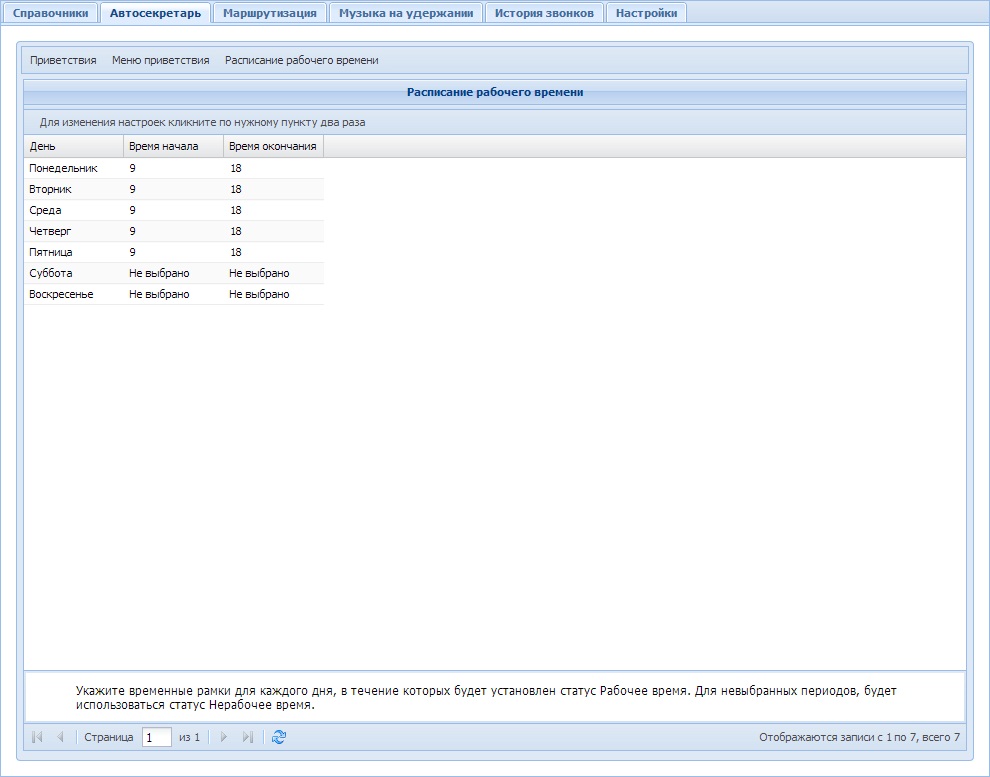 Справочники Автосекретарь Маршрутизация Музыка на удержании История звонков Настройки
Приветствия Меню приветствия Расписание рабочего времени
Расписание рабочего времени
Для изменения настроек кликните по нужному пункту два раза
День Время начала Время окончания
Понедельник 9 18
Вторник 9 18
Среда 9 18
Четверг 9 18
Пятница 9 18
Суббота Не выбрано Не выбрано
Воскресенье Не выбрано Не выбрано
Укажите временные рамки для каждого дня, в течение которых будет установлен статус Рабочее время. Для невыбранных периодов, будет
использоваться статус Нерабочее время.
Страница 1 из 1 Отображаются записи с 1 по 7, всего 7